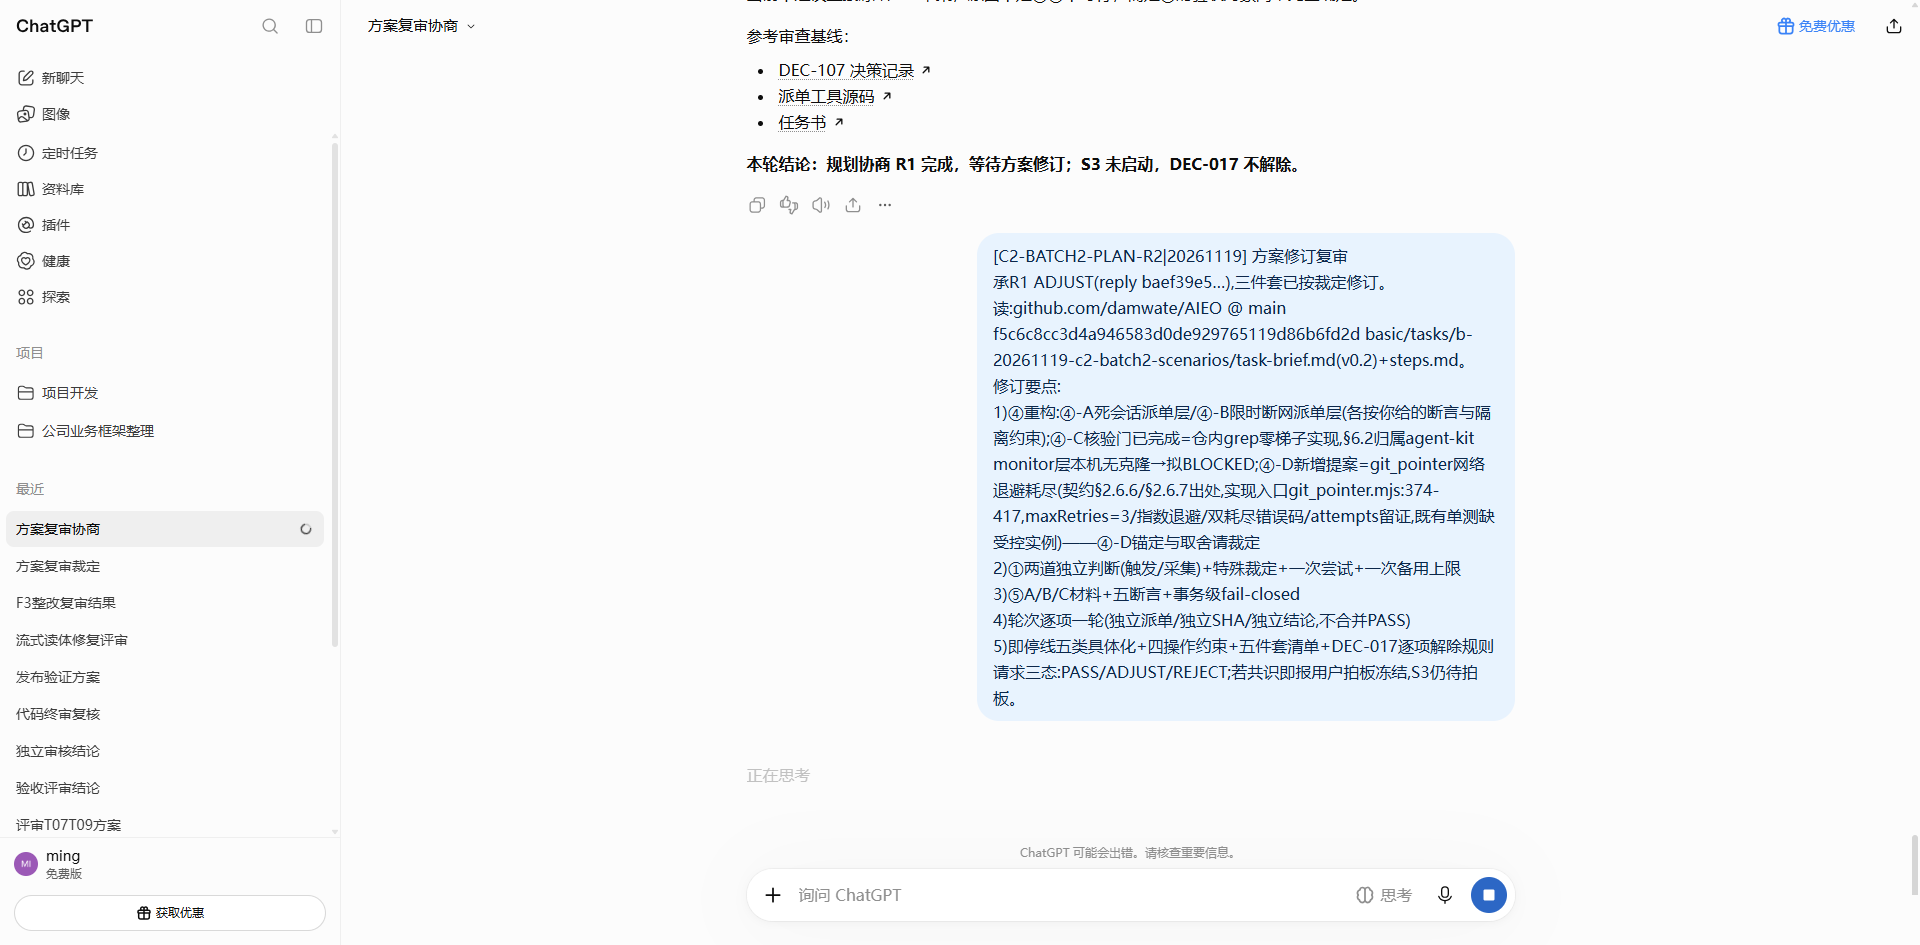 ChatGPT
新聊天
图像
定时任务
资料库
插件
健康
探索
项目
项目开发
公司业务框架整理
最近
方案复审协商
方案复审裁定
F3整改复审结果
流式读体修复评审
发布验证方案
代码终审复核
独立审核结论
验收评审结论
评审T07T09方案
MI
ming
免费版
获取优惠
方案复审协商
免费优惠
参考审查基线：
DEC-107 决策记录
派单工具源码
任务书
本轮结论：规划协商 R1 完成，等待方案修订；S3 未启动，DEC-017 不解除。
[C2-BATCH2-PLAN-R2|20261119] 方案修订复审
承R1 ADJUST(reply baef39e5...),三件套已按裁定修订。
读:github.com/damwate/AIEO @ main
f5c6c8cc3d4a946583d0de929765119d86b6fd2d basic/tasks/b-
20261119-c2-batch2-scenarios/task-brief.md(v0.2)+steps.md。
修订要点:
1)④重构:④-A死会话派单层/④-B限时断网派单层(各按你给的断言与隔
离约束);④-C核验门已完成=仓内grep零梯子实现,§6.2归属agent-kit
monitor层本机无克隆→拟BLOCKED;④-D新增提案=git_pointer网络
退避耗尽(契约§2.6.6/§2.6.7出处,实现入口git_pointer.mjs:374-
417,maxRetries=3/指数退避/双耗尽错误码/attempts留证,既有单测缺
受控实例)——④-D锚定与取舍请裁定
2)①两道独立判断(触发/采集)+特殊裁定+一次尝试+一次备用上限
3)⑤A/B/C材料+五断言+事务级fail-closed
4)轮次逐项一轮(独立派单/独立SHA/独立结论,不合并PASS)
5)即停线五类具体化+四操作约束+五件套清单+DEC-017逐项解除规则
请求三态:PASS/ADJUST/REJECT;若共识即报用户拍板冻结,S3仍待拍
板。
正在思考
ChatGPT 可能会出错。请核查重要信息。
询问 ChatGPT
思考